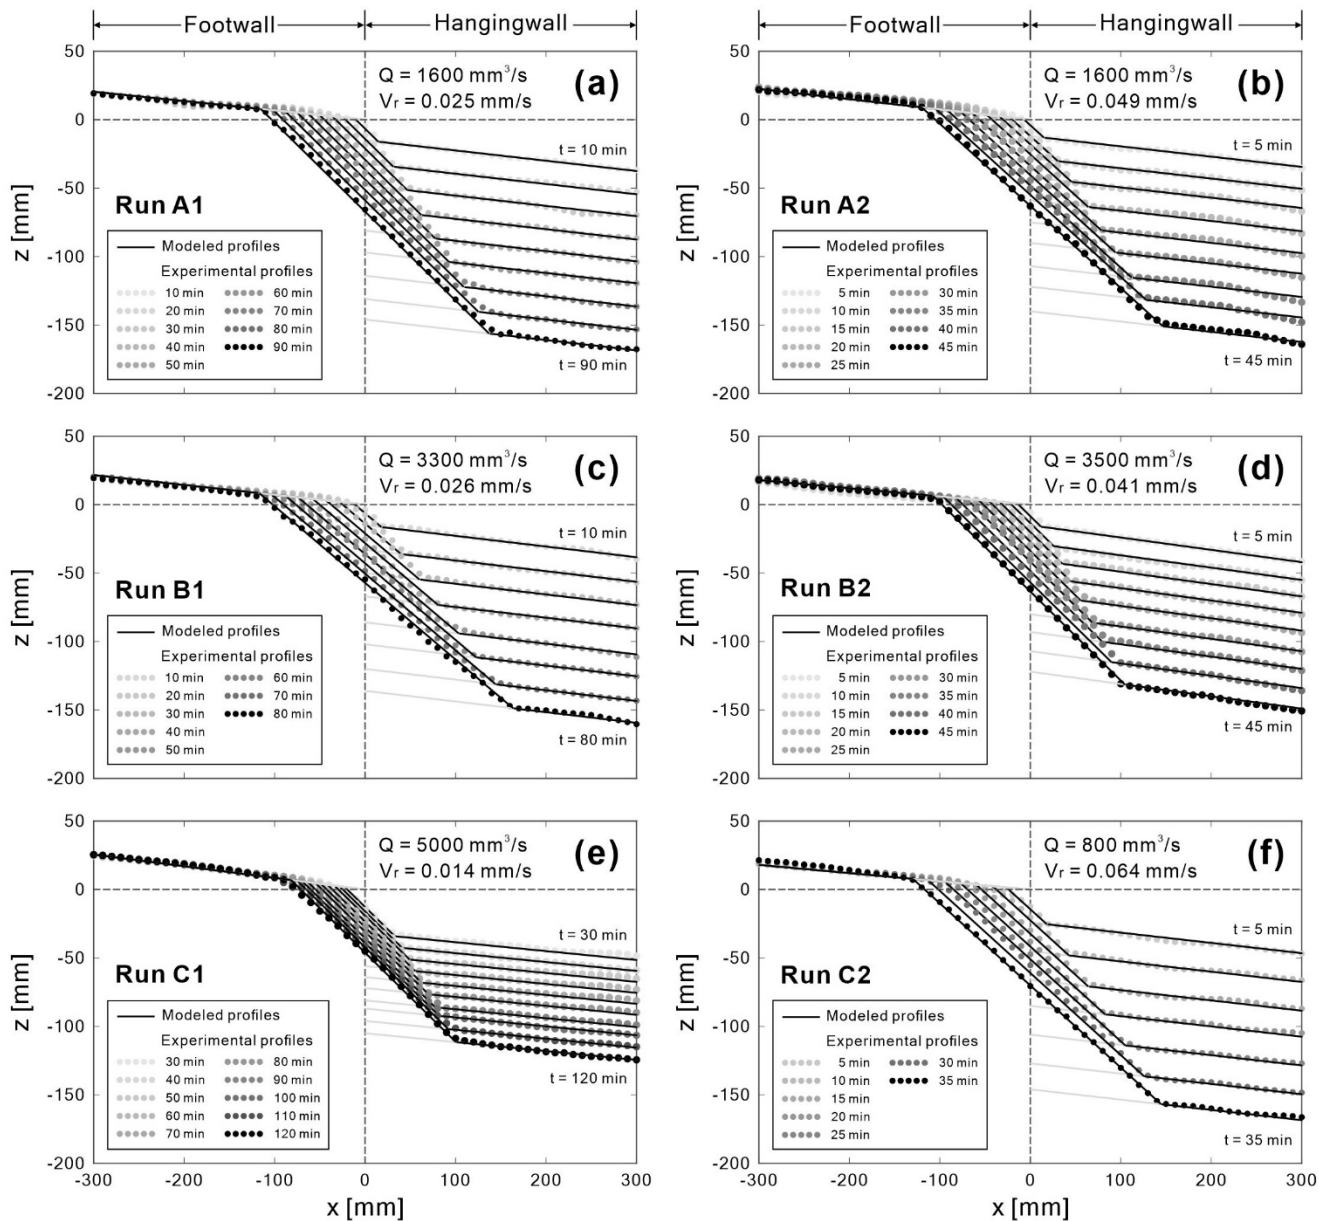 Footwall Hangingwall Footwall Hangingwall
50
0
-50
-100
-150
-200
z [mm]
Q = 1600 mm³/s
Vr = 0.025 mm/s
(a)
t = 10 min
Run A1
Modeled profiles
Experimental profiles
10 min 60 min
20 min 70 min
30 min 80 min
40 min 90 min
50 min
t = 90 min
50
0
-50
-100
-150
-200
z [mm]
Q = 1600 mm³/s
Vr = 0.049 mm/s
(b)
t = 5 min
Run A2
Modeled profiles
Experimental profiles
5 min 30 min
10 min 35 min
15 min 40 min
20 min 45 min
25 min
t = 45 min
50
0
-50
-100
-150
-200
z [mm]
Q = 3300 mm³/s
Vr = 0.026 mm/s
(c)
t = 10 min
Run B1
Modeled profiles
Experimental profiles
10 min 60 min
20 min 70 min
30 min 80 min
40 min
50 min
t = 80 min
50
0
-50
-100
-150
-200
z [mm]
Q = 3500 mm³/s
Vr = 0.041 mm/s
(d)
t = 5 min
Run B2
Modeled profiles
Experimental profiles
5 min 30 min
10 min 35 min
15 min 40 min
20 min 45 min
25 min
t = 45 min
50
0
-50
-100
-150
-200
z [mm]
Q = 5000 mm³/s
Vr = 0.014 mm/s
(e)
t = 30 min
Run C1
Modeled profiles
Experimental profiles
30 min 80 min
40 min 90 min
50 min 100 min
60 min 110 min
70 min 120 min
t = 120 min
-300 -200 -100 0 100 200 300
x [mm]
50
0
-50
-100
-150
-200
z [mm]
Q = 800 mm³/s
Vr = 0.064 mm/s
(f)
t = 5 min
Run C2
Modeled profiles
Experimental profiles
5 min 30 min
10 min 35 min
15 min
20 min
25 min
t = 35 min
-300 -200 -100 0 100 200 300
x [mm]